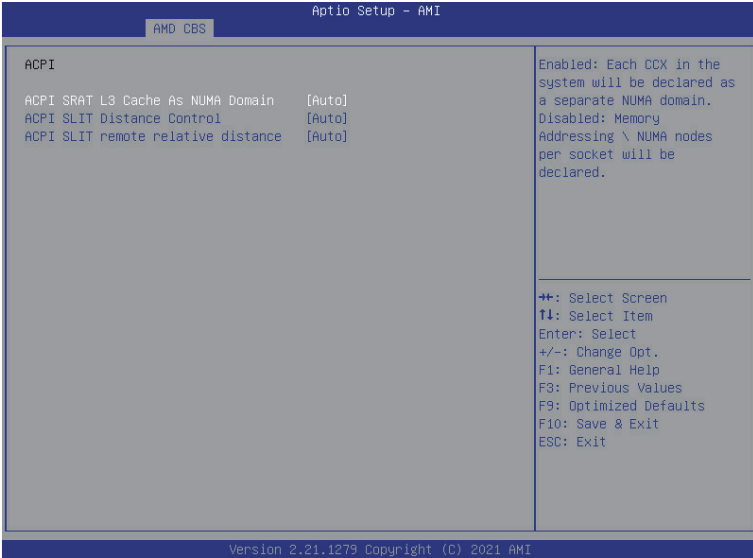 Aptio Setup – AMI
AMD CBS
ACPI
ACPI SRAT L3 Cache As NUMA Domain [Auto]
ACPI SLIT Distance Control [Auto]
ACPI SLIT remote relative distance [Auto]
Enabled: Each CCX in the
system will be declared as
a separate NUMA domain.
Disabled: Memory
Addressing \ NUMA nodes
per socket will be
declared.
→←: Select Screen
↑↓: Select Item
Enter: Select
+/-: Change Opt.
F1: General Help
F3: Previous Values
F9: Optimized Defaults
F10: Save & Exit
ESC: Exit
Version 2.21.1279 Copyright (C) 2021 AMI